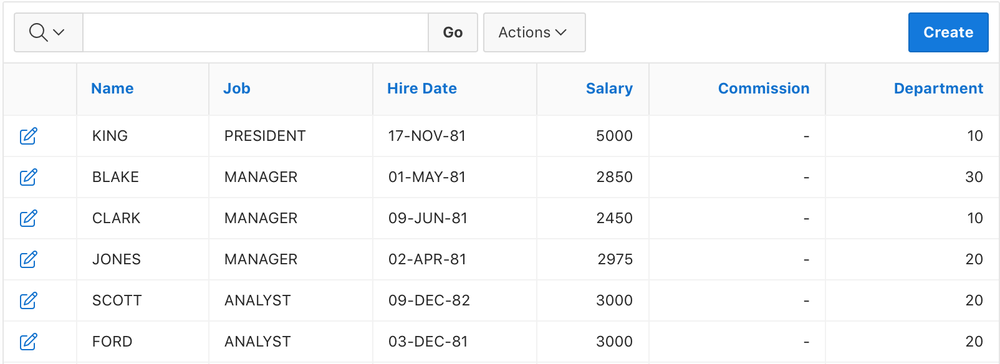 Go Actions Create
Name Job Hire Date Salary Commission Department
KING PRESIDENT 17-NOV-81 5000 - 10
BLAKE MANAGER 01-MAY-81 2850 - 30
CLARK MANAGER 09-JUN-81 2450 - 10
JONES MANAGER 02-APR-81 2975 - 20
SCOTT ANALYST 09-DEC-82 3000 - 20
FORD ANALYST 03-DEC-81 3000 - 20